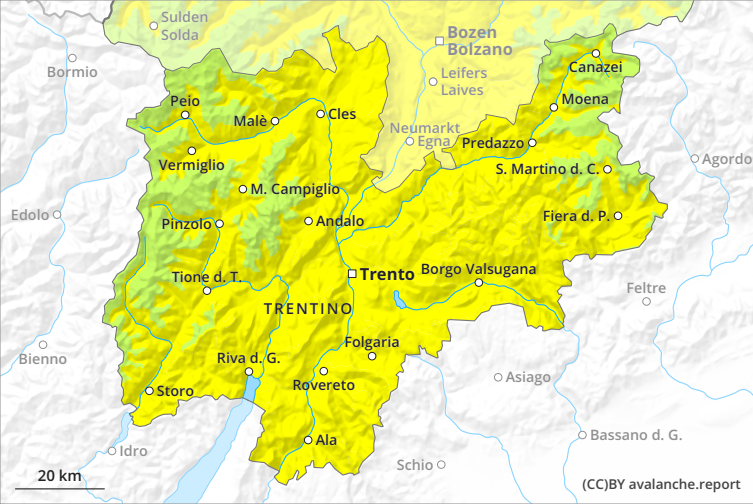 Sulden
Solda
Bozen
Bolzano
Canazei
Bormio
Leifers
Laives
Peio
Moena
Malè
Cles
Neumarkt
Egna
Predazzo
Vermiglio
Agordo
S. Martino d. C.
M. Campiglio
Edolo
Pinzolo
Andalo
Fiera d. P.
Tione d. T.
Trento
Borgo Valsugana
Feltre
TRENTINO
Folgaria
Bienno
Riva d. G.
Rovereto
Asiago
Storo
Ala
Bassano d. G.
Idro
Schio
20 km
(CC)BY avalanche.report